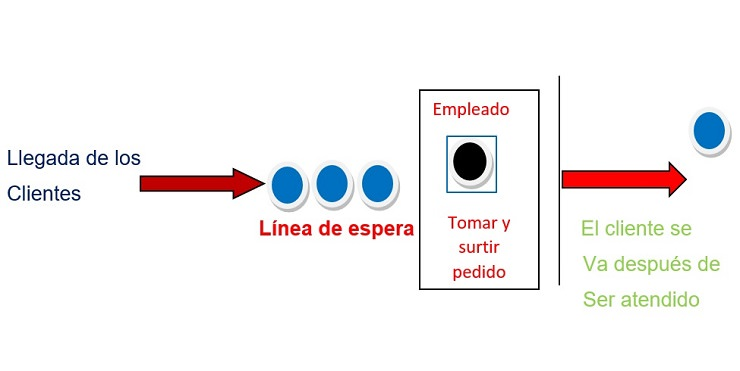 Llegada de los
Clientes
Línea de espera
Empleado
Tomar y
surtir
pedido
El cliente se
Va después de
Ser atendido